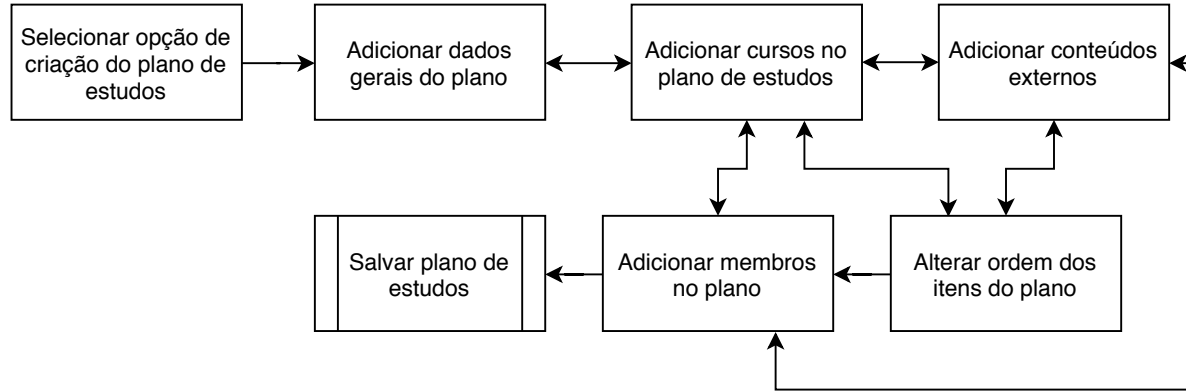 Selecionar opção de
criação do plano de
estudos
Adicionar dados
gerais do plano
Adicionar cursos no
plano de estudos
Adicionar conteúdos
externos
Salvar plano de
estudos
Adicionar membros
no plano
Alterar ordem dos
itens do plano